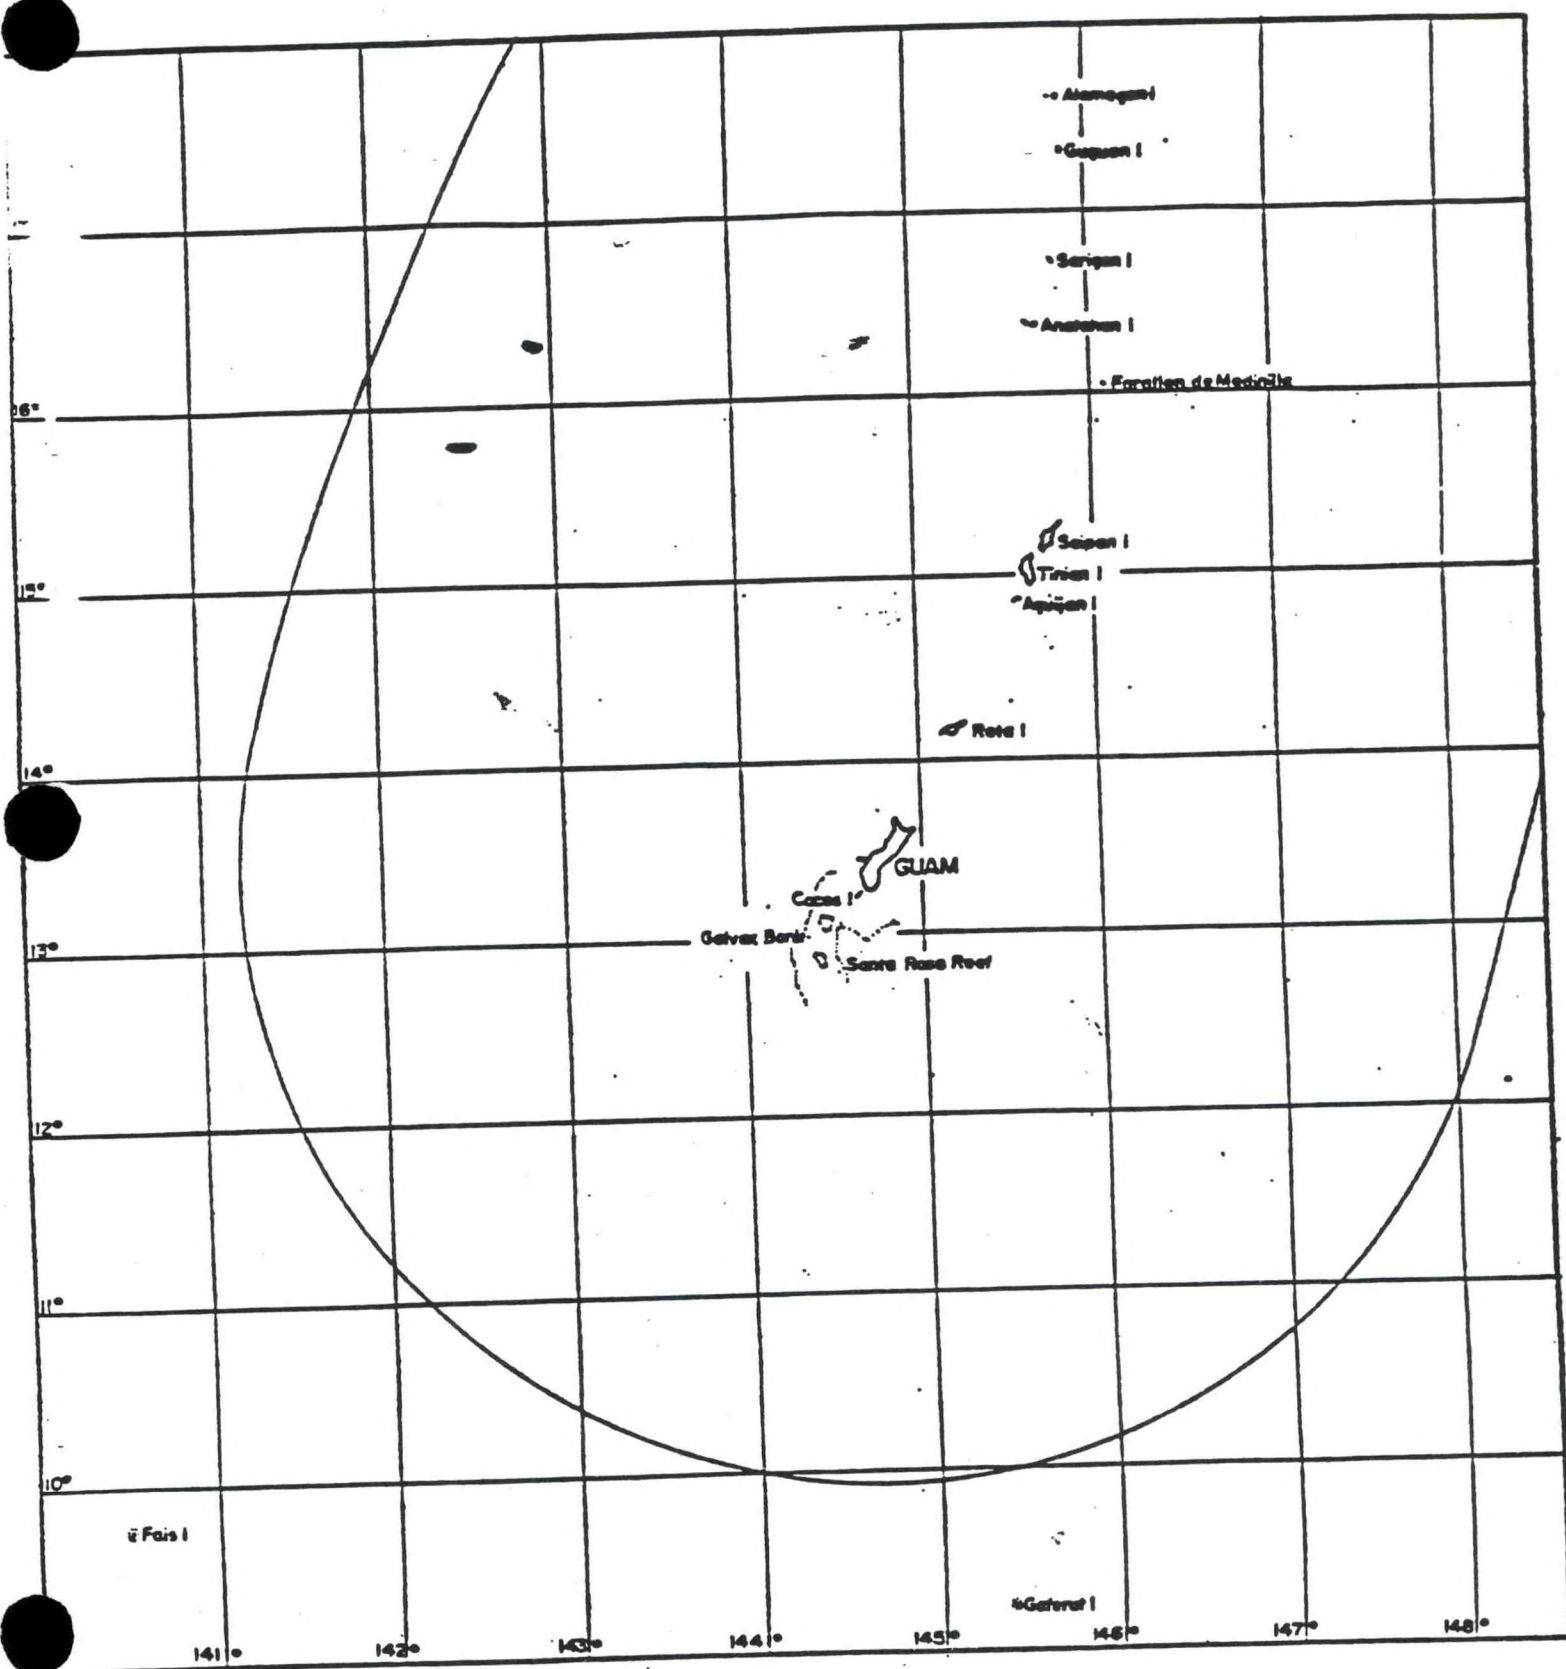 Alamagan I
Guguan I
Sarigan I
Anatahan I
Farallon de Medinilla
16°
Saipan I
15°
Tinian I
Aguijan I
Rota I
14°
GUAM
Cocos I
Galvez Bank
13°
Santa Rosa Reef
12°
11°
10°
Fais I
Gaferut I
141° 142° 143° 144° 145° 146° 147° 148°